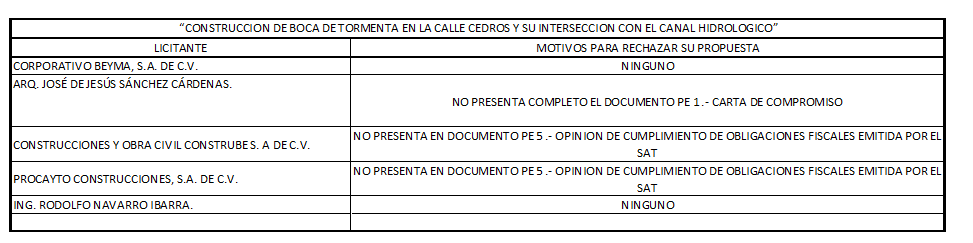 “CONSTRUCCION DE BOCA DE TORMENTA EN LA CALLE CEDROS Y SU INTERSECCION CON EL CANAL HIDROLOGICO”
LICITANTE MOTIVOS PARA RECHAZAR SU PROPUESTA
CORPORATIVO BEYMA, S.A. DE C.V. NINGUNO
ARQ. JOSÉ DE JESÚS SÁNCHEZ CÁRDENAS.
NO PRESENTA COMPLETO EL DOCUMENTO PE 1.- CARTA DE COMPROMISO
CONSTRUCCIONES Y OBRA CIVIL CONSTRUBE S. A DE C.V.
NO PRESENTA EN DOCUMENTO PE 5 .- OPINION DE CUMPLIMIENTO DE OBLIGACIONES FISCALES EMITIDA POR EL
SAT
PROCAYTO CONSTRUCCIONES, S.A. DE C.V.
NO PRESENTA EN DOCUMENTO PE 5 .- OPINION DE CUMPLIMIENTO DE OBLIGACIONES FISCALES EMITIDA POR EL
SAT
ING. RODOLFO NAVARRO IBARRA. NINGUNO